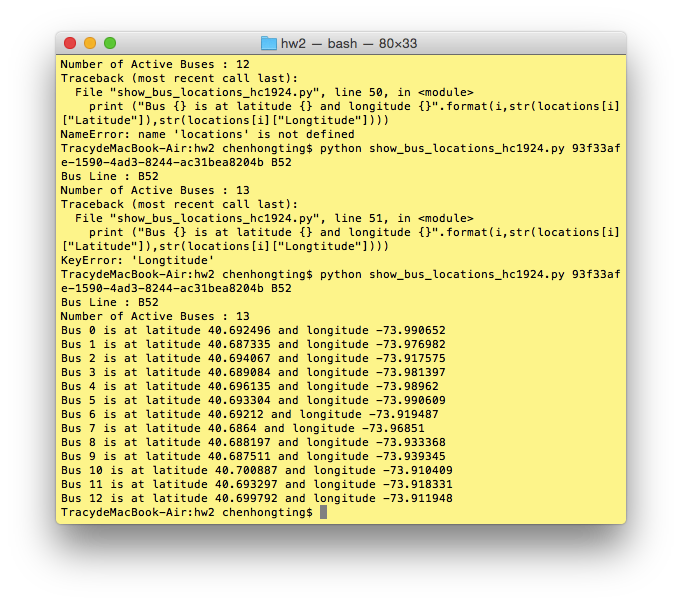 hw2 — bash — 80×33
Number of Active Buses : 12
Traceback (most recent call last):
  File "show_bus_locations_hc1924.py", line 50, in <module>
    print ("Bus {} is at latitude {} and longitude {}".format(i,str(locations[i]
["Latitude"]),str(locations[i]["Longtitude"])))
NameError: name 'locations' is not defined
TracydeMacBook-Air:hw2 chenhongting$ python show_bus_locations_hc1924.py 93f33af
e-1590-4ad3-8244-ac31bea8204b B52
Bus Line : B52
Number of Active Buses : 13
Traceback (most recent call last):
  File "show_bus_locations_hc1924.py", line 51, in <module>
    print ("Bus {} is at latitude {} and longitude {}".format(i,str(locations[i]
["Latitude"]),str(locations[i]["Longtitude"])))
KeyError: 'Longtitude'
TracydeMacBook-Air:hw2 chenhongting$ python show_bus_locations_hc1924.py 93f33af
e-1590-4ad3-8244-ac31bea8204b B52
Bus Line : B52
Number of Active Buses : 13
Bus 0 is at latitude 40.692496 and longitude -73.990652
Bus 1 is at latitude 40.687335 and longitude -73.976982
Bus 2 is at latitude 40.694067 and longitude -73.917575
Bus 3 is at latitude 40.689084 and longitude -73.981397
Bus 4 is at latitude 40.696135 and longitude -73.98962
Bus 5 is at latitude 40.693304 and longitude -73.990609
Bus 6 is at latitude 40.69212 and longitude -73.919487
Bus 7 is at latitude 40.6864 and longitude -73.96851
Bus 8 is at latitude 40.688197 and longitude -73.933368
Bus 9 is at latitude 40.687511 and longitude -73.939345
Bus 10 is at latitude 40.700887 and longitude -73.910409
Bus 11 is at latitude 40.693297 and longitude -73.918331
Bus 12 is at latitude 40.699792 and longitude -73.911948
TracydeMacBook-Air:hw2 chenhongting$